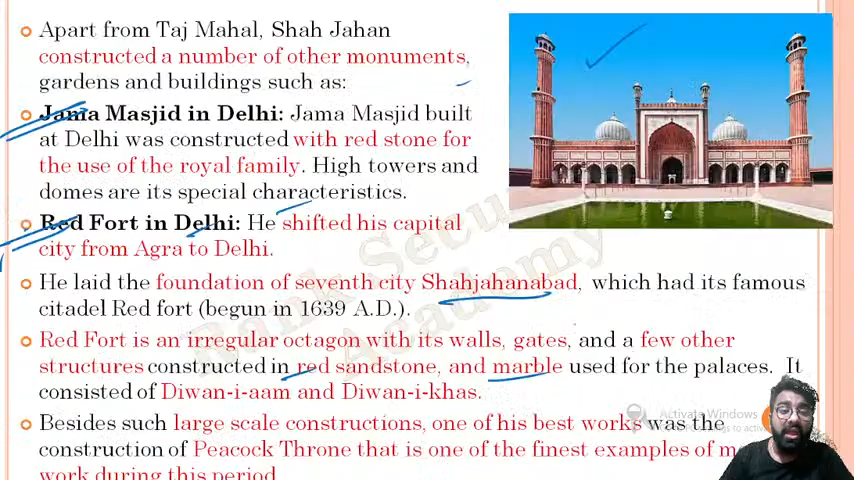 Apart from Taj Mahal, Shah Jahan
constructed a number of other monuments,
gardens and buildings such as:
Jama Masjid in Delhi: Jama Masjid built
at Delhi was constructed with red stone for
the use of the royal family. High towers and
domes are its special characteristics.
Red Fort in Delhi: He shifted his capital
city from Agra to Delhi.
He laid the foundation of seventh city Shahjahanabad, which had its famous
citadel Red fort (begun in 1639 A.D.).
Red Fort is an irregular octagon with its walls, gates, and a few other
structures constructed in red sandstone, and marble used for the palaces. It
consisted of Diwan-i-aam and Diwan-i-khas.
Besides such large scale constructions, one of his best works was the
construction of Peacock Throne that is one of the finest examples of
work during this period
Rank Secure
Academy
Activate Windows